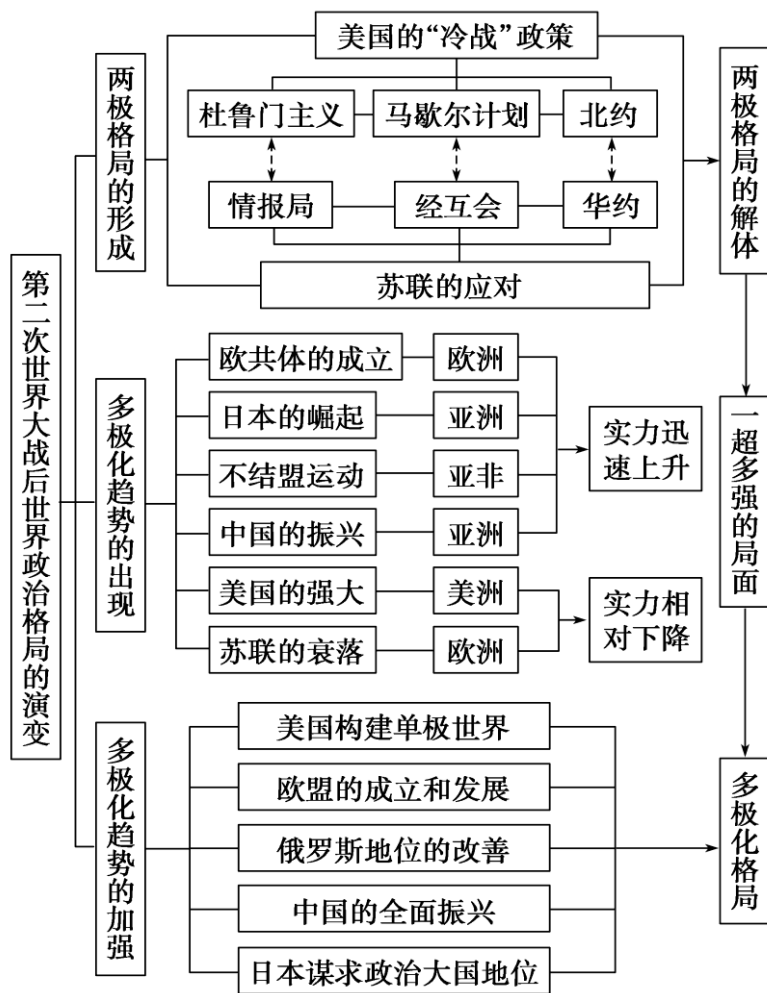 第二次世界大战后世界政治格局的演变
两极格局的形成
美国的“冷战”政策
杜鲁门主义
马歇尔计划
北约
情报局
经互会
华约
苏联的应对
两极格局的解体
多极化趋势的出现
欧共体的成立
欧洲
日本的崛起
亚洲
不结盟运动
亚非
中国的振兴
亚洲
实力迅
速上升
美国的强大
美洲
苏联的衰落
欧洲
实力相
对下降
一超多强的局面
多极化趋势的加强
美国构建单极世界
欧盟的成立和发展
俄罗斯地位的改善
中国的全面振兴
日本谋求政治大国地位
多极化格局